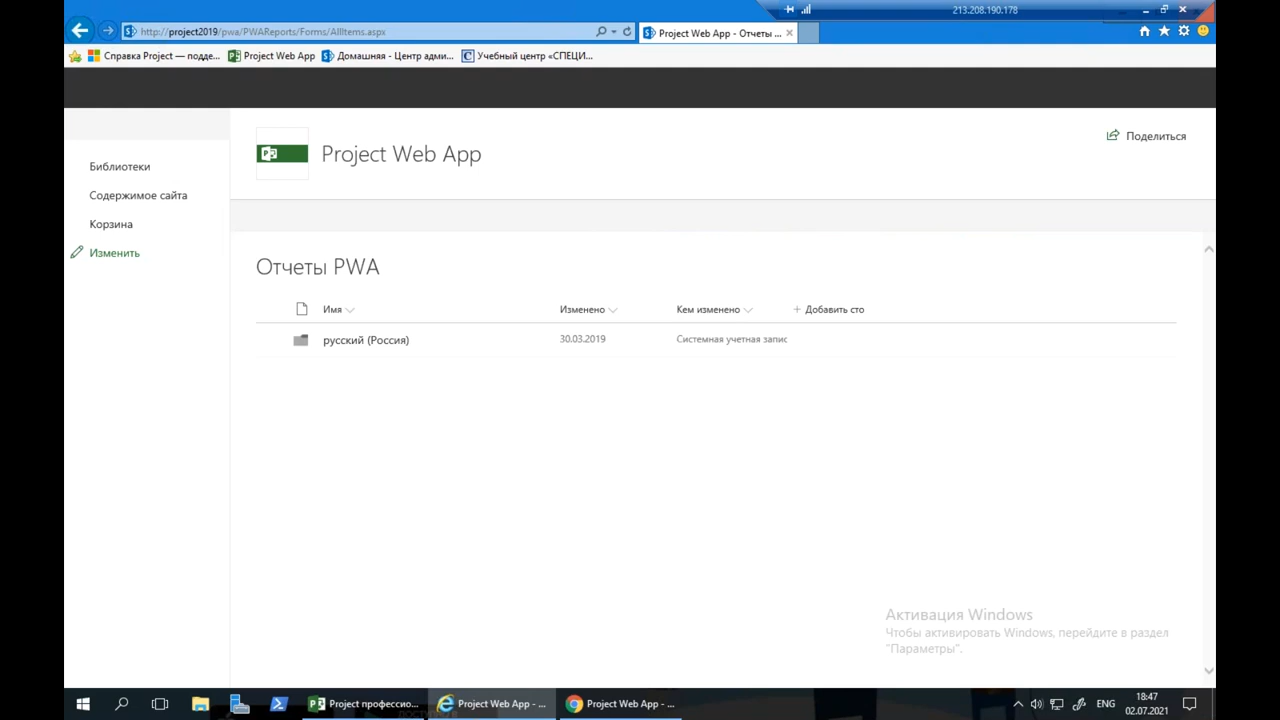 213.208.190.178
http://project2019/pwa/PWAReports/Forms/AllItems.aspx
Project Web App - Отчеты ...
Справка Project — подде...
Project Web App
Домашняя - Центр адми...
Учебный центр «СПЕЦИ...
Project Web App
Поделиться
Библиотеки
Содержимое сайта
Корзина
Изменить
Отчеты PWA
Имя
Изменено
Кем изменено
+ Добавить сто
русский (Россия)
30.03.2019
Системная учетная запис
Активация Windows
Чтобы активировать Windows, перейдите в раздел
"Параметры".
Project профессио...
Project Web App - ...
Project Web App - ...
ENG
18:47
02.07.2021